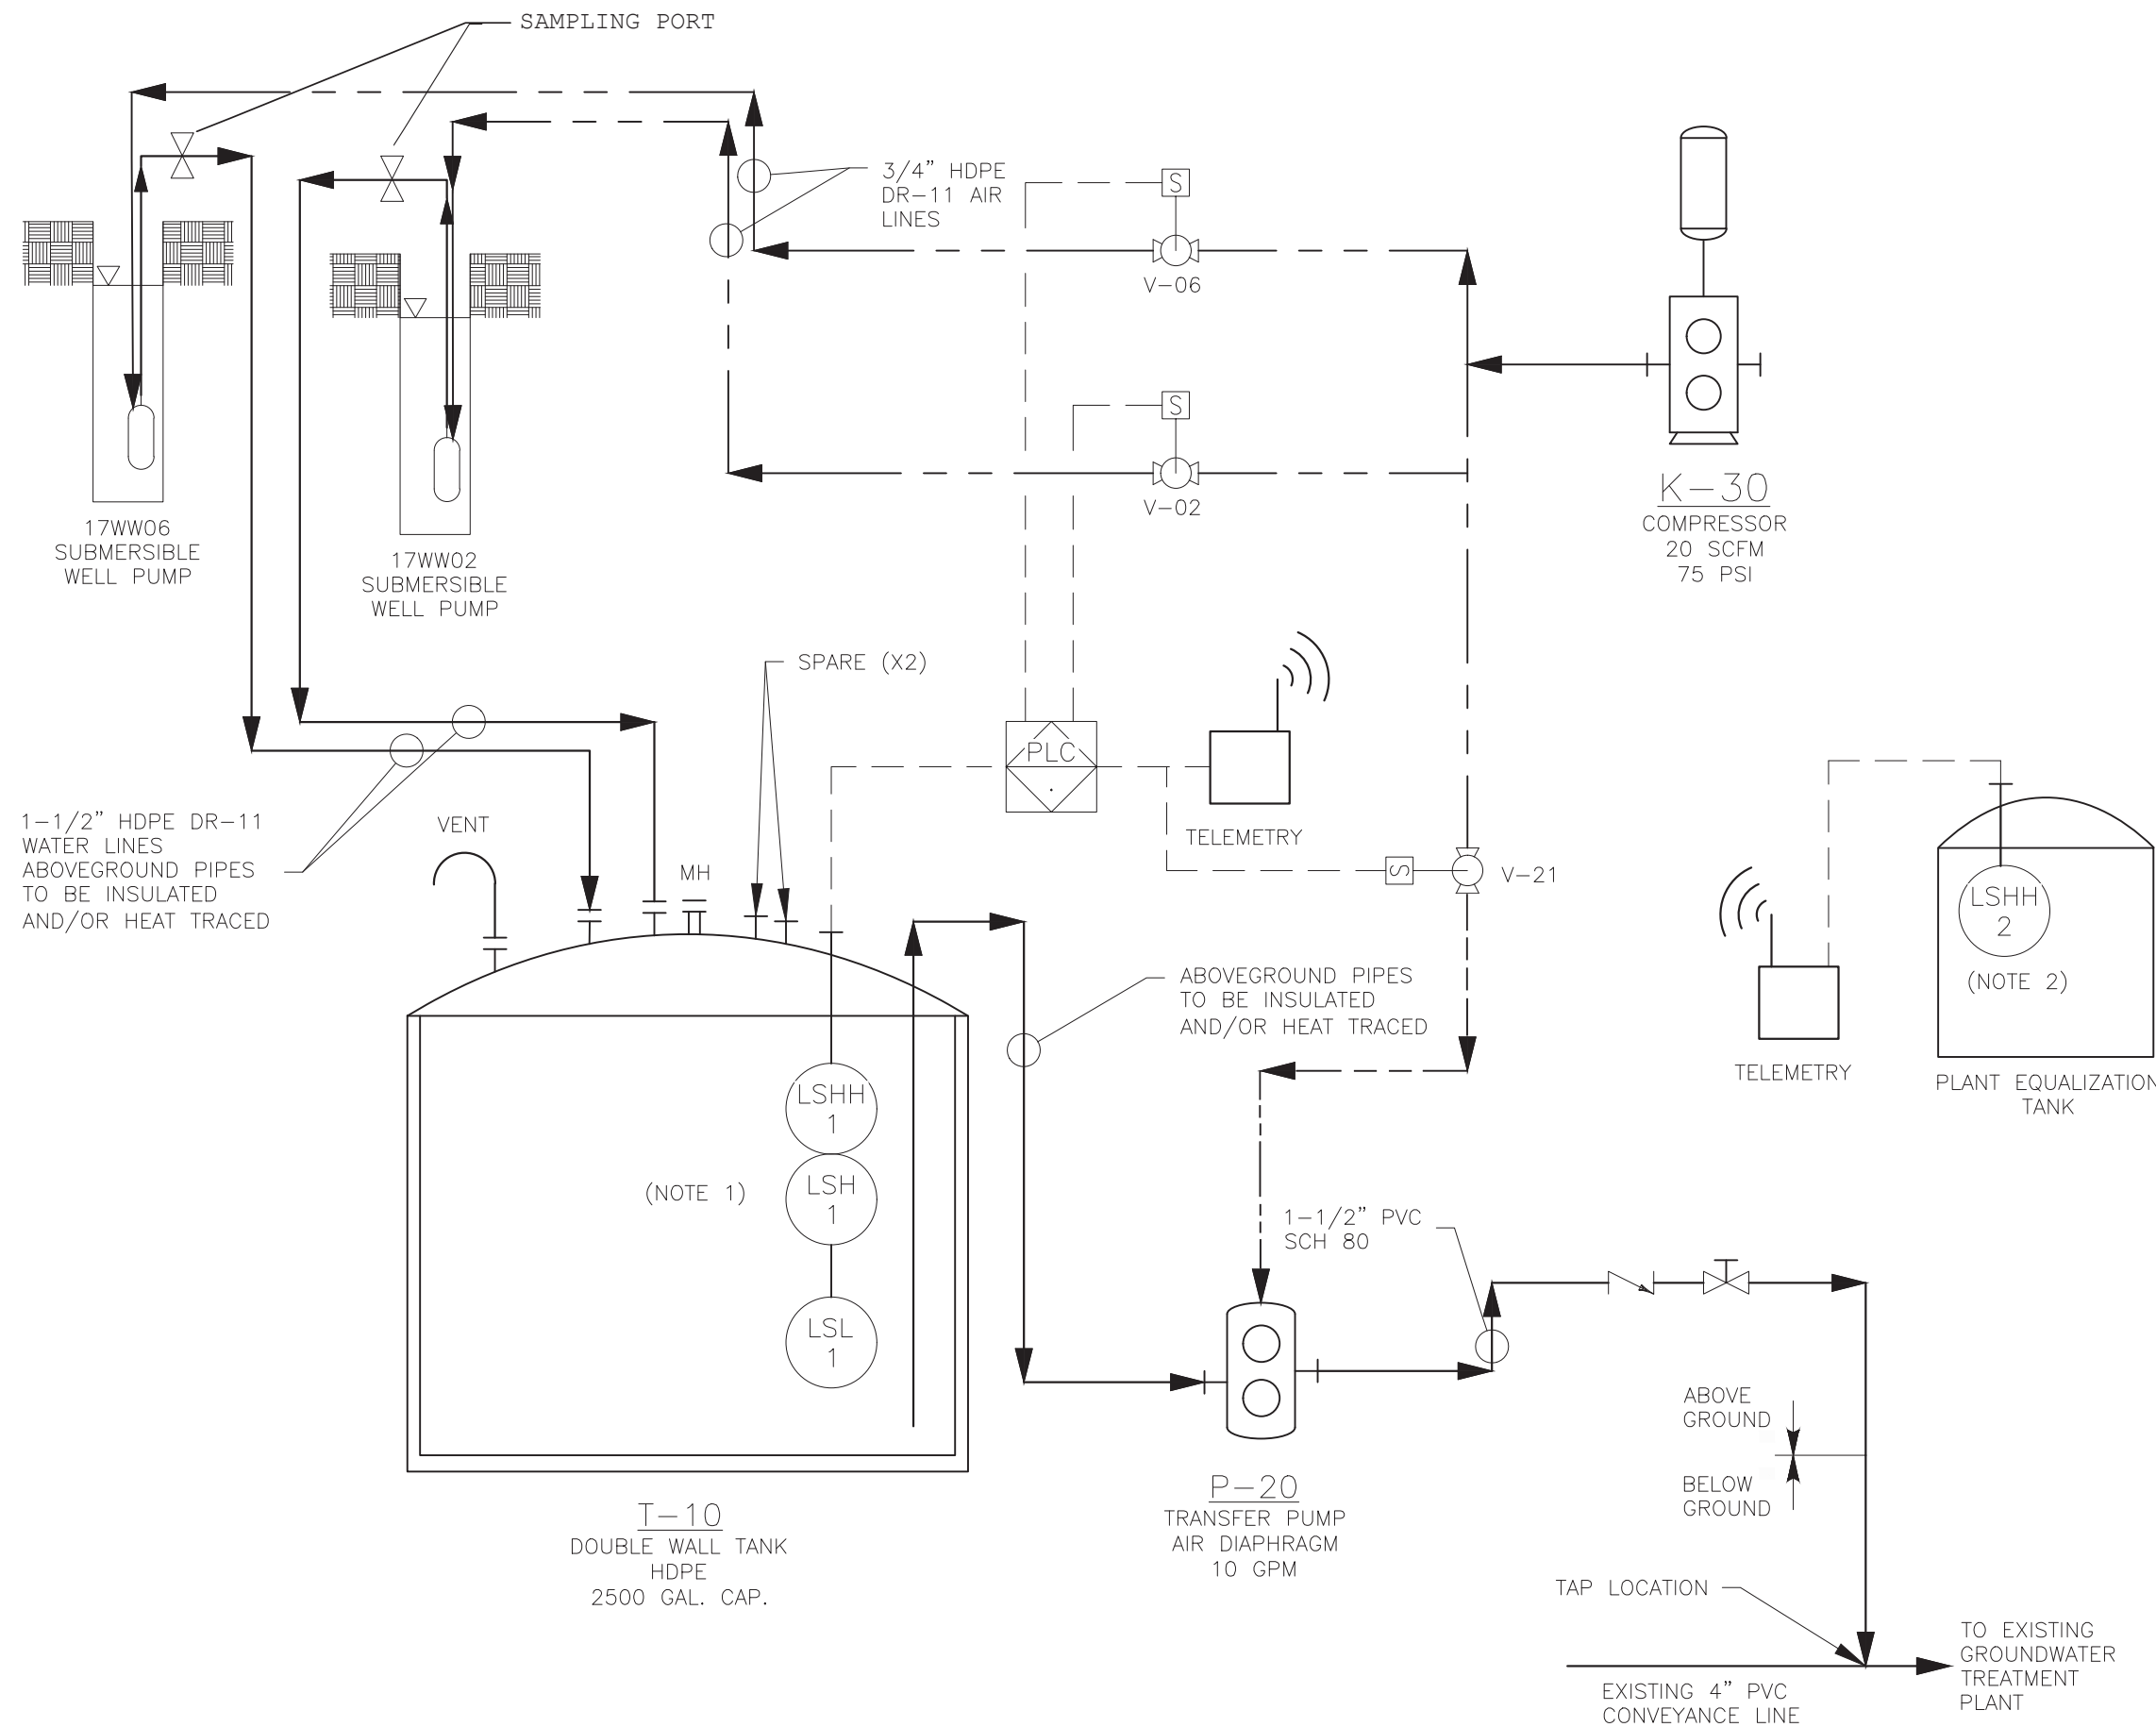 SAMPLING PORT
3/4” HDPE
DR-11 AIR
LINES
S
V-06
S
V-02
K-30
COMPRESSOR
20 SCFM
75 PSI
17WW06
SUBMERSIBLE
WELL PUMP
17WW02
SUBMERSIBLE
WELL PUMP
SPARE (X2)
PLC
TELEMETRY
S
V-21
1-1/2” HDPE DR-11
WATER LINES
ABOVEGROUND PIPES
TO BE INSULATED
AND/OR HEAT TRACED
VENT
MH
ABOVEGROUND PIPES
TO BE INSULATED
AND/OR HEAT TRACED
LSHH
2
(NOTE 2)
TELEMETRY
PLANT EQUALIZATION
TANK
LSHH
1
LSH
1
(NOTE 1)
LSL
1
1-1/2” PVC
SCH 80
T-10
DOUBLE WALL TANK
HDPE
2500 GAL. CAP.
P-20
TRANSFER PUMP
AIR DIAPHRAGM
10 GPM
ABOVE
GROUND
BELOW
GROUND
TAP LOCATION
EXISTING 4” PVC
CONVEYANCE LINE
TO EXISTING
GROUNDWATER
TREATMENT
PLANT